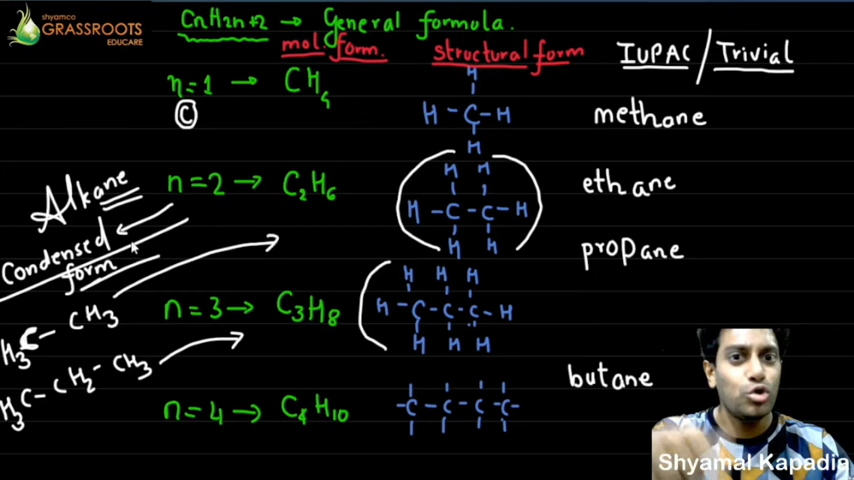 shyamco
GRASSROOTS
EDUCARE
CnH2n+2 → General formula.
mol. form. structural form IUPAC / Trivial
n=1 → CH4
C
H
H - C - H
H
methane
Alkane
n=2 → C2H6
H H
H - C - C - H
H H
ethane
Condensed
form
propane
H3C - CH3
n=3 → C3H8
H H H
H - C - C - C - H
H H H
H3C - CH2 - CH3
butane
n=4 → C4H10
- C - C - C - C -
Shyamal Kapadia